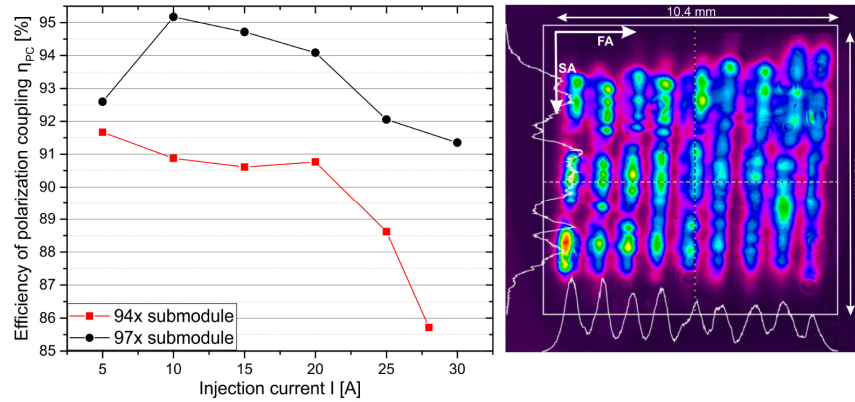 Efficiency of polarization coupling ηPC [%]
95
94
93
92
91
90
89
88
87
86
85
94x submodule
97x submodule
5
10
15
20
25
30
Injection current I [A]
10.4 mm
FA
SA